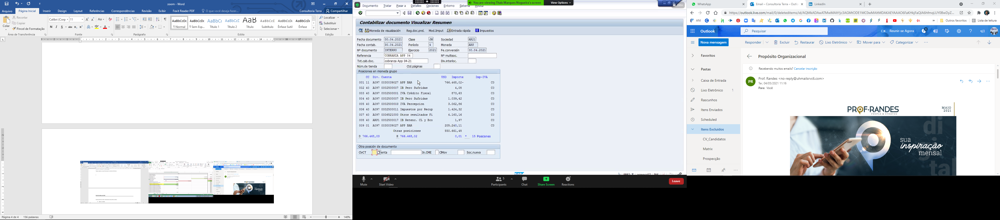 zoom - Word
Arquivo Página Inicial Inserir Design Layout Referências Correspondências Revisão Exibir Foxit Reader PDF O que você deseja fazer... Consultoria Terra Compartilhar
Colar
Recortar
Copiar
Pincel de Formatação
Calibri (Corp 11
N I S abc x₂ x²
AaBbCcDc AaBbCcDc AaBbCc AaBbCcD AaB AaBbCcD AaBbCcDc AaBbCcDc
¶ Normal ¶ Sem Esp... Título 1 Título 2 Título Subtítulo Ênfase Sutil Ênfase
Localizar
Substituir
Selecionar
Área de Transferência Fonte Parágrafo Estilo Edição
Página 4 de 4 156 palavras 140%
You are viewing Thais Marques Nogueira's screen View Options
Documento Tratar Pasar a Detalles Opciones Entorno Sistema Ayuda
View
Contabilizar documento Visualizar Resumen
Moneda de visualización Reg.doc.prel. Mod.Imput Entrada rápida Impuestos
Fecha documento 30.04.2021 Clase JM Sociedad AR21
Fecha contab. 30.04.2021 Período 4 Moneda ARS
Nº documento INTERNO Ejercicio 2021 Fe.conversión 30.04.2021
Referencia COBRANZA APP 04 Nº multisoc.
Txt.cab.doc. cobranza App 04-21 Div.interloc.
Núm.de tienda Ctd.páginas
Posiciones en moneda grupo
CC Div. Cuenta USD Importe Imp-IVA
001 11 A097 0030039027 APP BAR 766.468,02- C0
002 40 A097 0002500007 IB Perc Sufridas 4,08 C0
003 40 A097 0002500001 IVA Crédito Fiscal 873,63 C0
004 40 A097 0002500007 IB Perc Sufridas 1.039,42 C0
005 40 A097 0002500003 IVA Percepcion 3.062,86 C0
006 40 A097 0002500011 Impuestos por Recup 1.424,32 C0
007 40 A097 0006521000 Otros resultados Fi 4.160,16 C0
008 40 ARP1 0002500017 IB Retenc. CL y Bco 1,97 C0
009 01 A097 0030039027 APP BAR 205.240,11 C0
Otras posiciones 550.661,48
D 766.468,03 H 766.468,02 0,01 * 15 Posiciones
Otra posición de documento
ClvCT enta In.CME ClMov Soc.nueva
SAP
Mute Start Video Participants 5 Chat Share Screen Reactions Leave
WhatsApp Email – Consultoria Terra – Outlo LinkedIn
https://outlook.live.com/mail/0/deleteditems/id/AQMkADAwATMwMAItYjc3AGMtODE1MC0wMAItMDAKAEYAAAO6FaKHkjFaQJA6hfmqLUY0BwDyZ...
ANI Outros favoritos Lista de leitura
Outlook Pesquisar Reunir-se Agora
Nova mensagem Responder Excluir Restaurar Lixo Eletrônico Mover para Categorizar
Favoritos
Pastas
Caixa de Entrada
Lixo Eletrônico 1
Rascunhos
Itens Enviados
Scheduled
Itens Excluídos
CV_Candidatos
Matrix
Prospecção
Propósito Organizacional
Recebendo muitos emails? Cancelar inscrição
PR
Prof. Randes <no-reply@uhmailsrvc6.com>
Ter, 04/05/2021 11:16
Para: Você
PROF·RANDES
PEOPLE & STRATEG
MAIO
2021
sua
inspiração
mensal
di
gi
tal